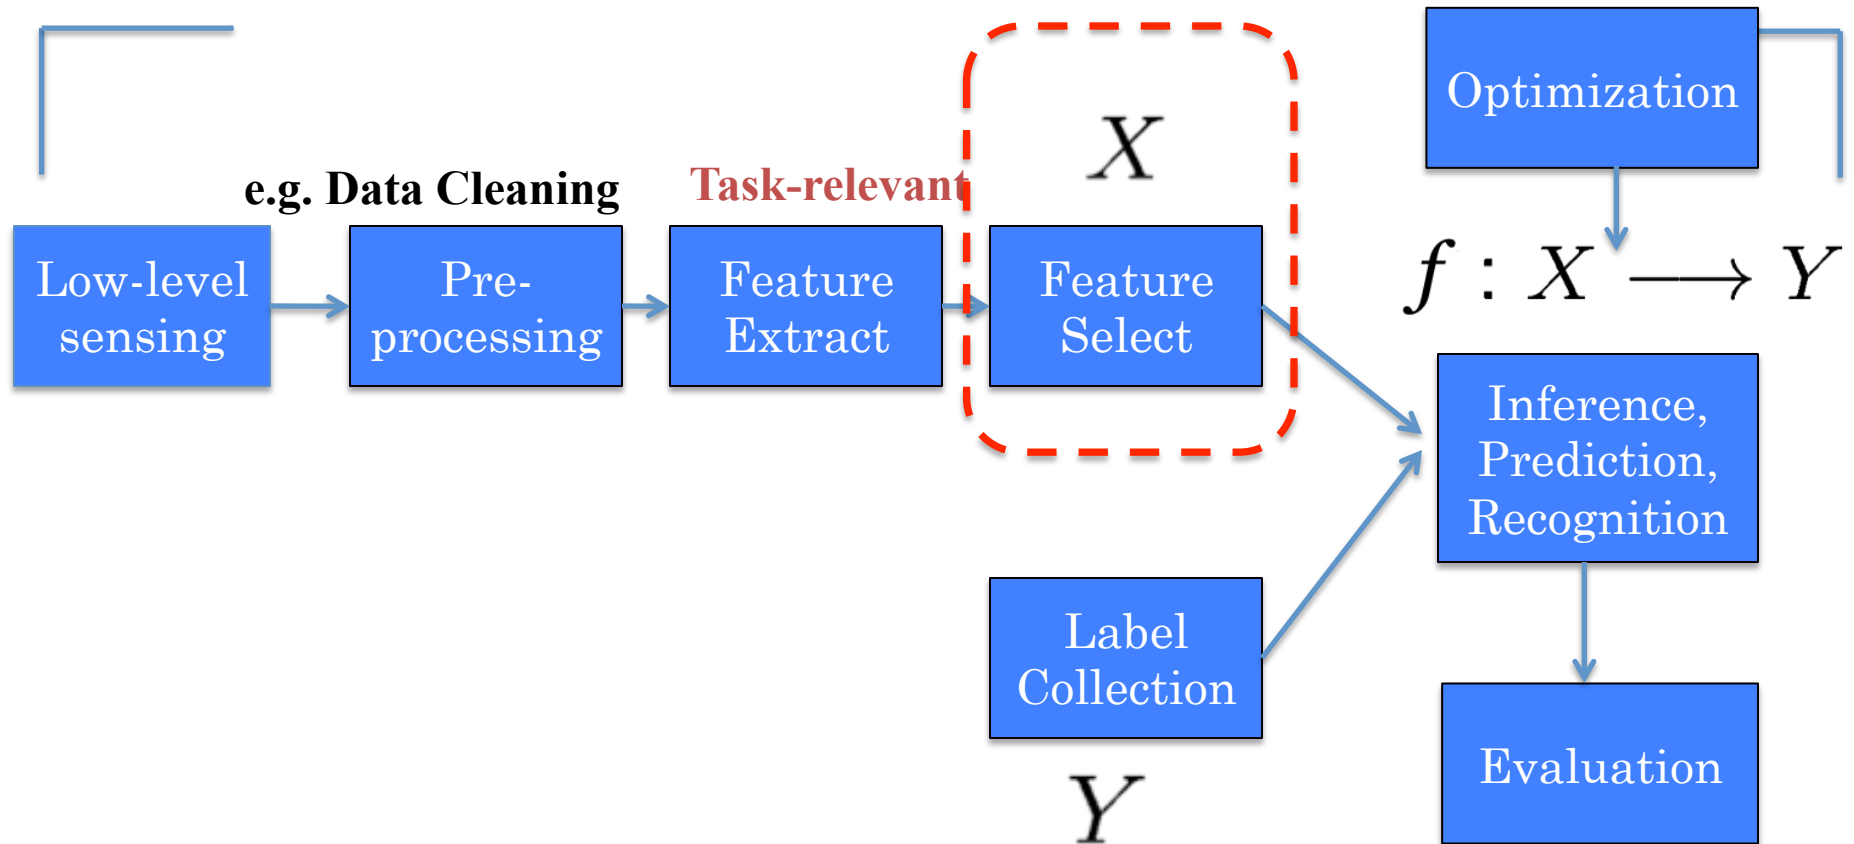 Optimization
X
e.g. Data Cleaning
Task-relevant
Low-level
sensing
Pre-
processing
Feature
Extract
Feature
Select
f : X ⟶ Y
Inference,
Prediction,
Recognition
Label
Collection
Y
Evaluation